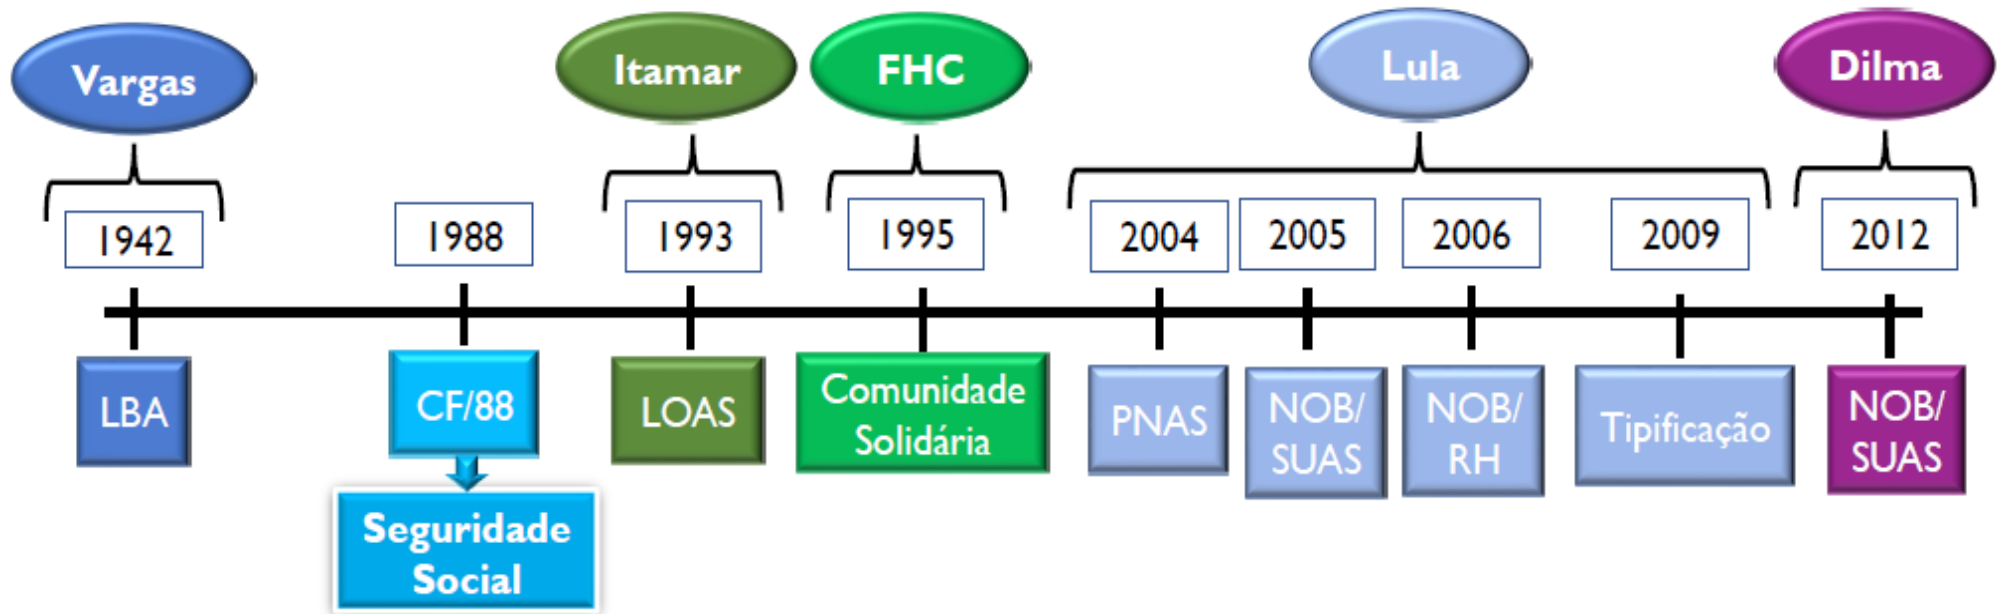 Vargas
Itamar
FHC
Lula
Dilma
1942
1988
1993
1995
2004
2005
2006
2009
2012
LBA
CF/88
LOAS
Comunidade
Solidária
PNAS
NOB/
SUAS
NOB/
RH
Tipificação
NOB/
SUAS
Seguridade
Social